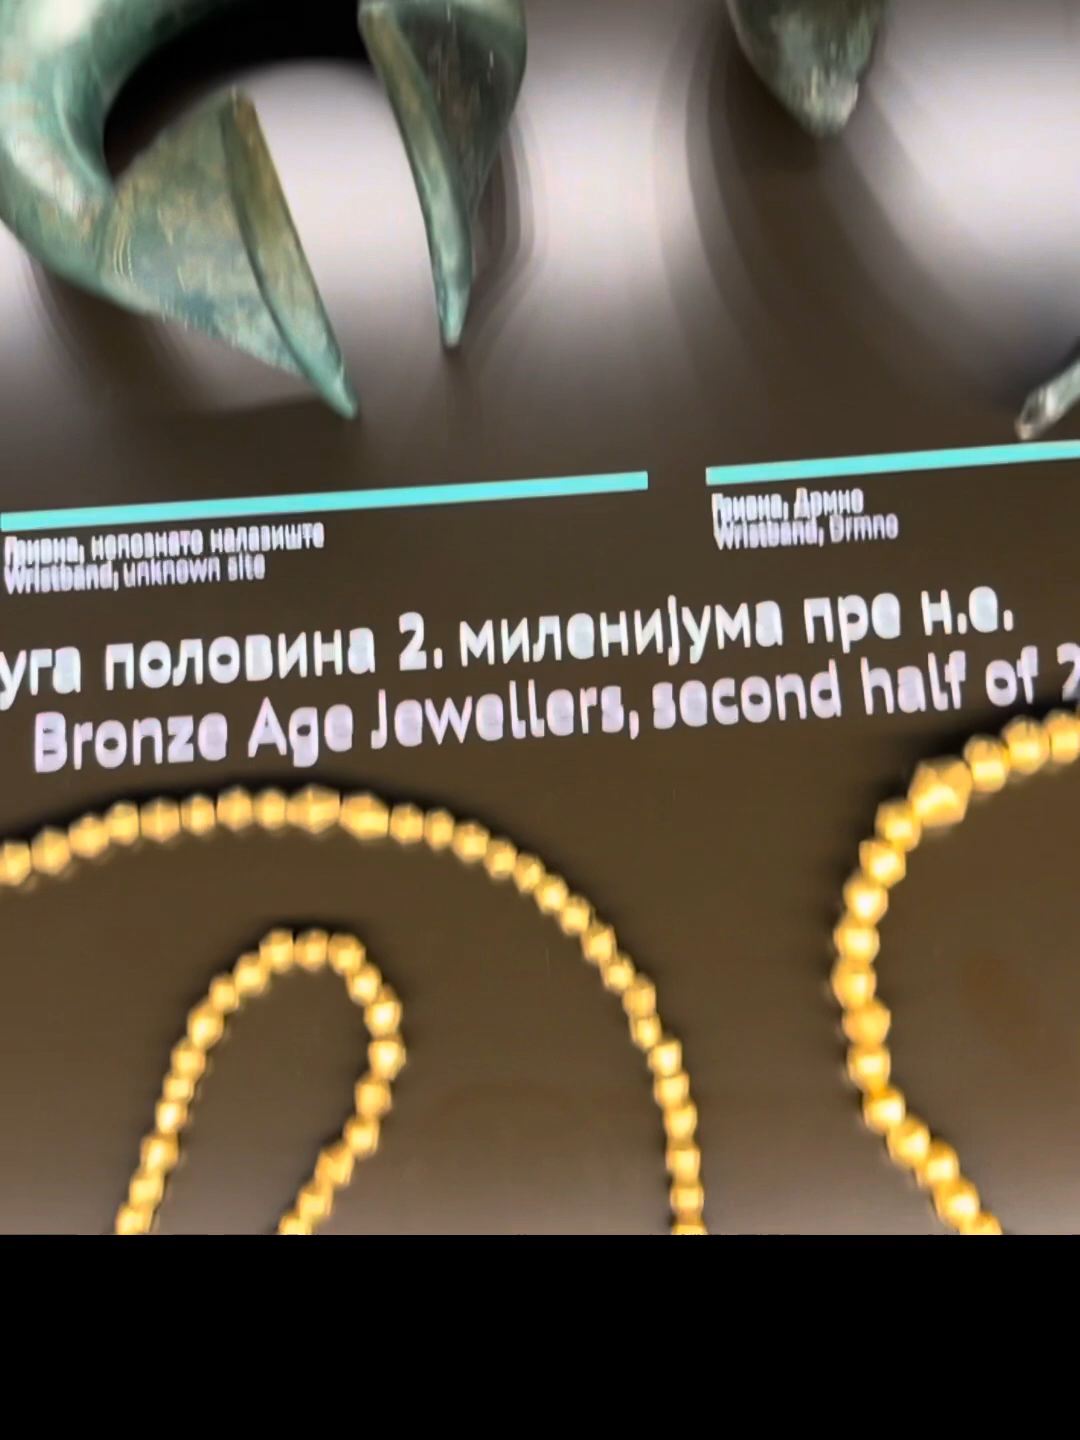 Гривна, непознато налазиште
Wristband, unknown site
Гривна, Дрмно
Wristband, Drmno
уга половина 2. миленијума пре н.е.
Bronze Age Jewellers, second half of 2